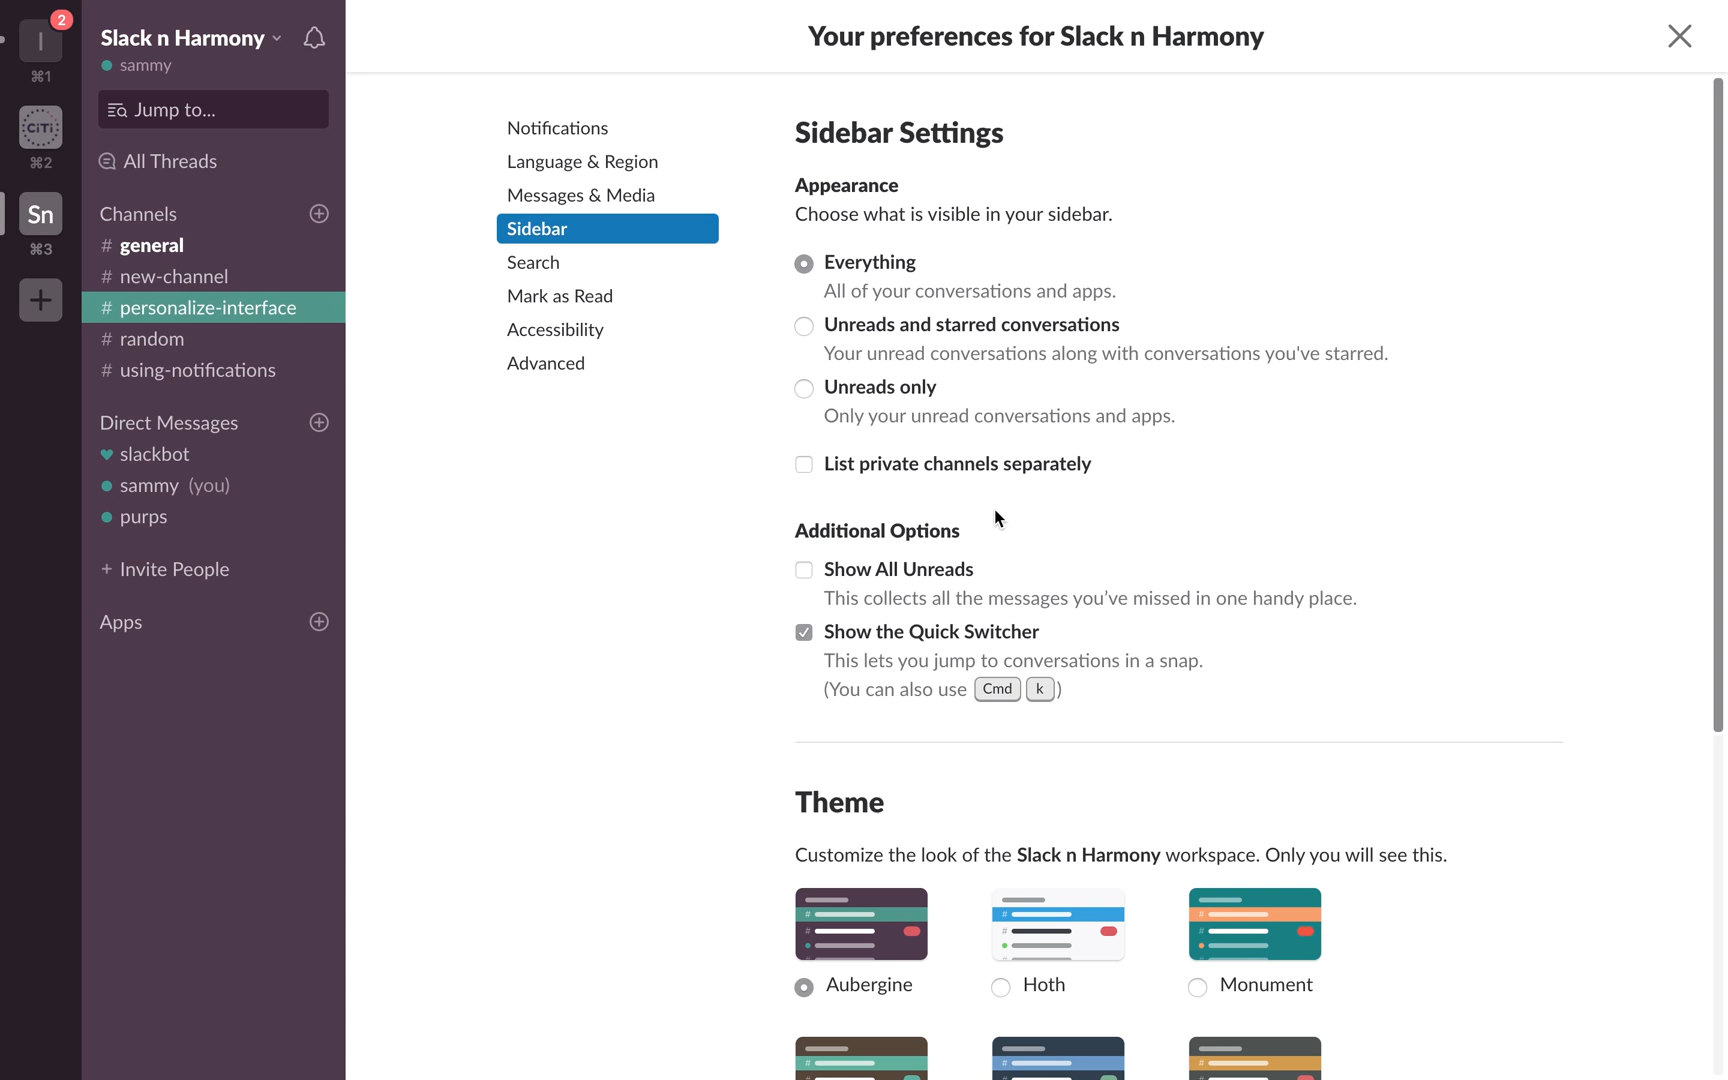 2
I
⌘1
CiTi
⌘2
Sn
⌘3
+
Slack n Harmony
sammy
Jump to...
All Threads
Channels
# general
# new-channel
# personalize-interface
# random
# using-notifications
Direct Messages
slackbot
sammy (you)
purps
+ Invite People
Apps
Your preferences for Slack n Harmony
Notifications
Language & Region
Messages & Media
Sidebar
Search
Mark as Read
Accessibility
Advanced
Sidebar Settings
Appearance
Choose what is visible in your sidebar.
Everything
All of your conversations and apps.
Unreads and starred conversations
Your unread conversations along with conversations you've starred.
Unreads only
Only your unread conversations and apps.
List private channels separately
Additional Options
Show All Unreads
This collects all the messages you’ve missed in one handy place.
Show the Quick Switcher
This lets you jump to conversations in a snap.
(You can also use Cmd k )
Theme
Customize the look of the Slack n Harmony workspace. Only you will see this.
Aubergine
Hoth
Monument